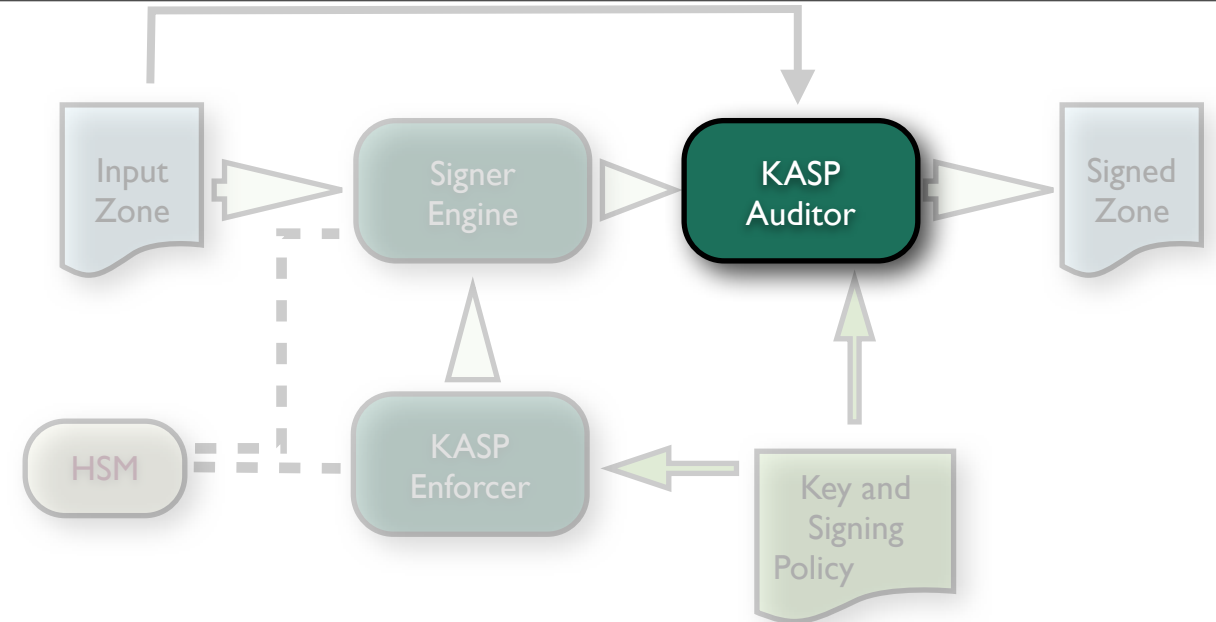 Input
Zone
Signer
Engine
KASP
Auditor
Signed
Zone
HSM
KASP
Enforcer
Key and
Signing
Policy